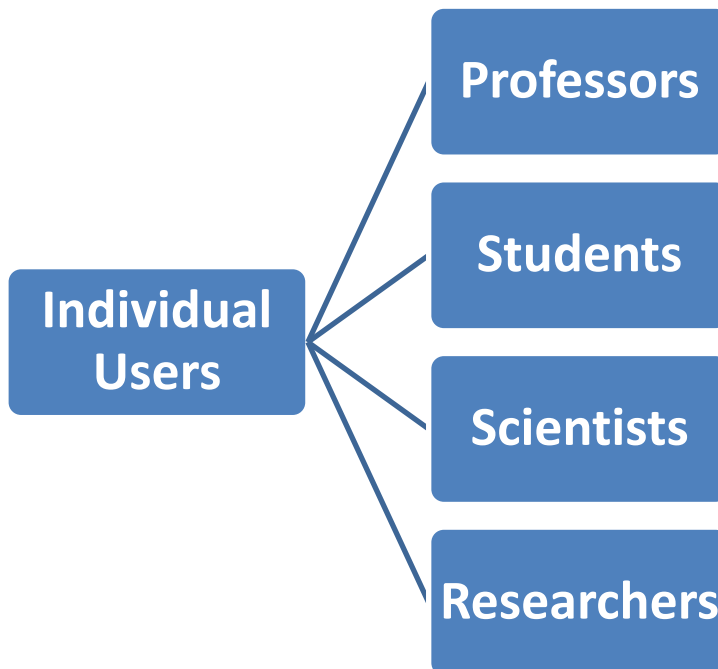 Professors
Students
Individual
Users
Scientists
Researchers